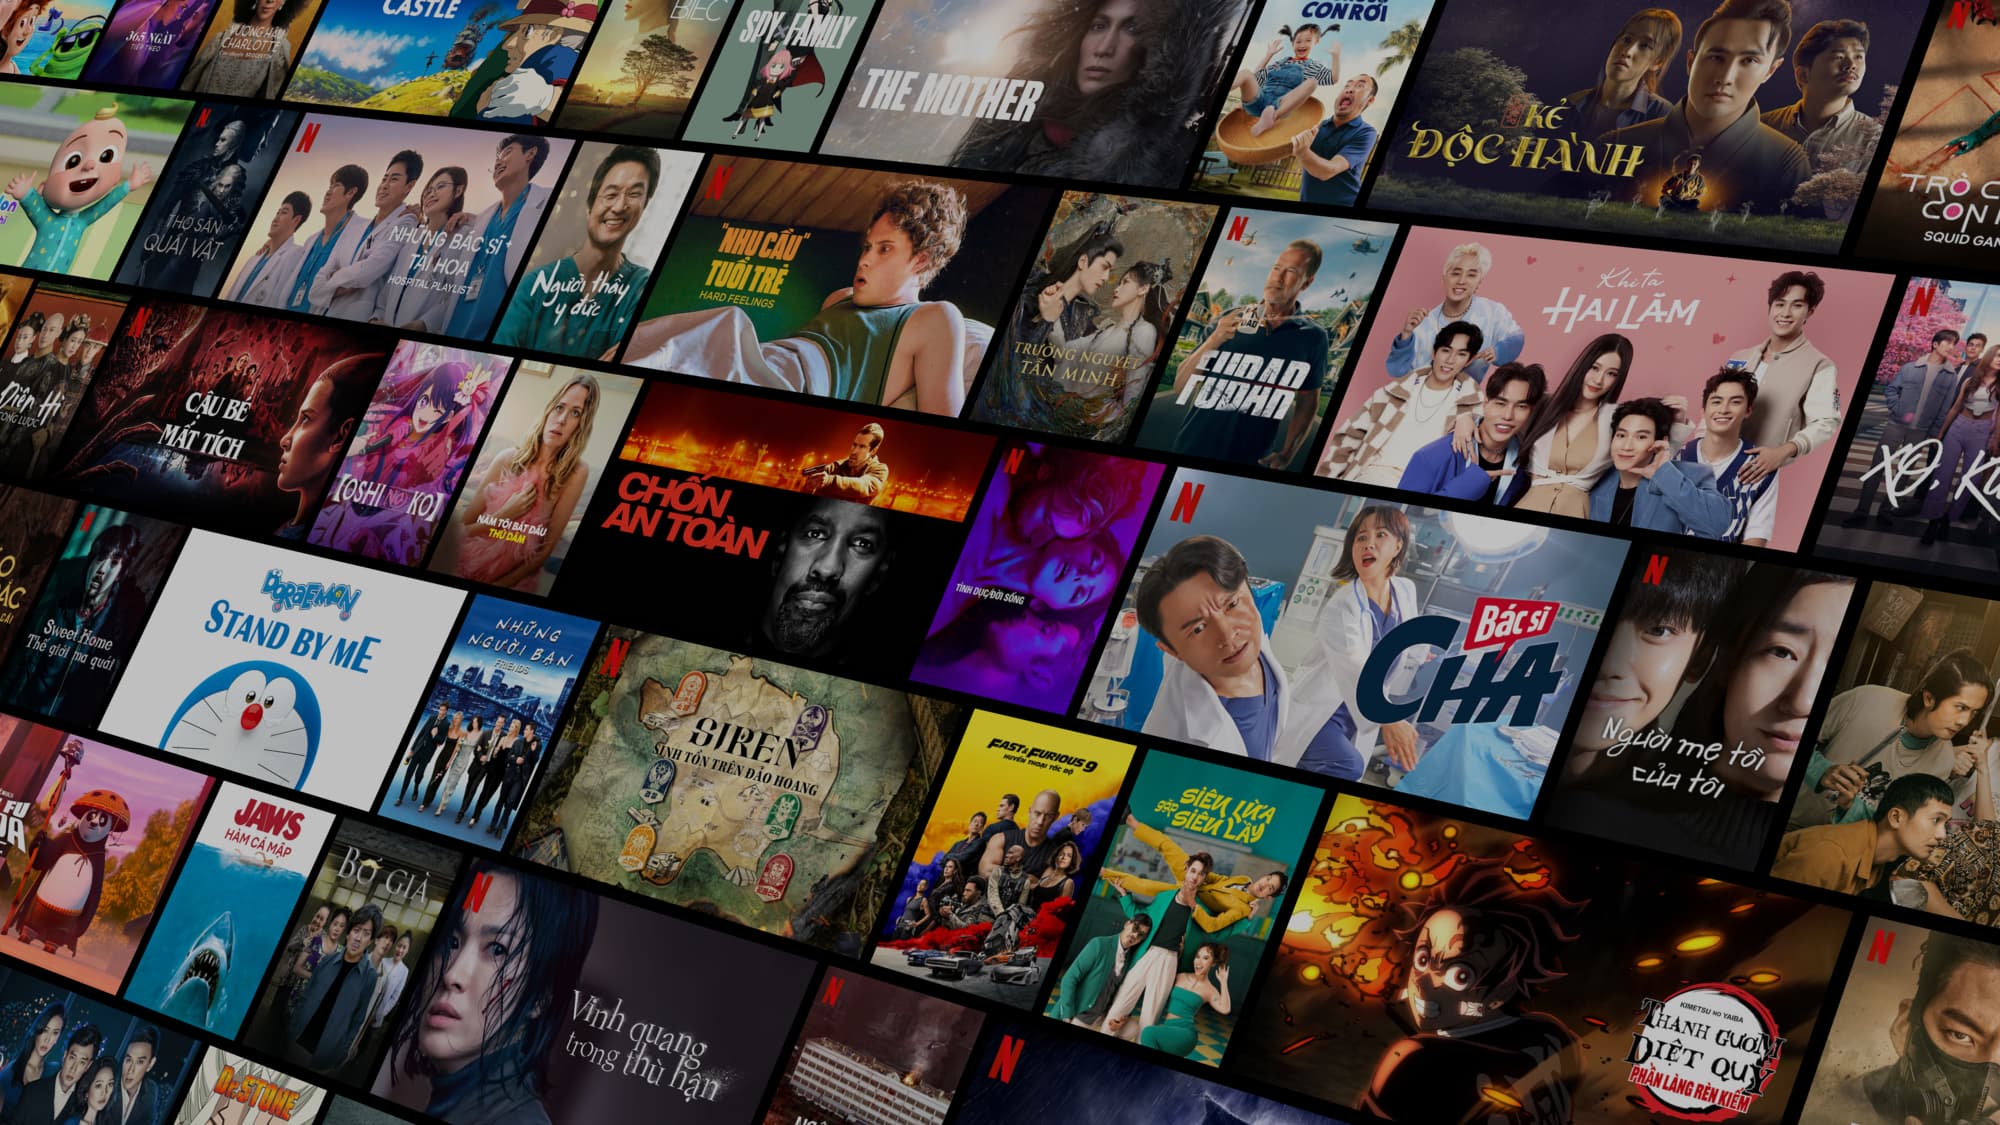 365 NGÀY
TIẾP THEO
CHARLOTTE
CASTLE
BIẾC
SPY×FAMILY
THE MOTHER
CON RƠI
KẺ
ĐỘC HÀNH
TRÒ C
CON
SQUID GAM
N
THỢ SĂN
QUÁI VẬT
N
NHỮNG BÁC SĨ
TÀI HOA
HOSPITAL PLAYLIST
Người thầy
y đức
N
"NHU CẦU"
TUỔI TRẺ
HARD FEELINGS
TRƯỜNG NGUYỆT
TẪN MINH
N
FUBAR
Khi ta
HAI LĂM
N
XO, K
Diên Hi
CÔNG LƯỢC
N
CẬU BÉ
MẤT TÍCH
[OSHI NO KO]
NĂM TÔI BẮT ĐẦU
THỦ DÂM
CHỐN
AN TOÀN
N
TÌNH DỤC/ĐỜI SỐNG
N
Bác sĩ
CHA
N
Người mẹ tồi
của tôi
N
Sweet Home
Thế giới ma quái
DORAEMON
STAND BY ME
NHỮNG
NGƯỜI BẠN
FRIENDS
N
SIREN
SINH TỒN TRÊN ĐẢO HOANG
FAST & FURIOUS 9
HUYỀN THOẠI TỐC ĐỘ
SIÊU LỪA
gặp
SIÊU LẦY
KIMETSU NO YAIBA
THANH GƯƠM
DIỆT QUỶ
PHẦN LÀNG RÈN KIẾM
N
JAWS
HÀM CÁ MẬP
BỐ GIÀ
N
Vinh quang
trong thù hận
N
N
Dr.STONE